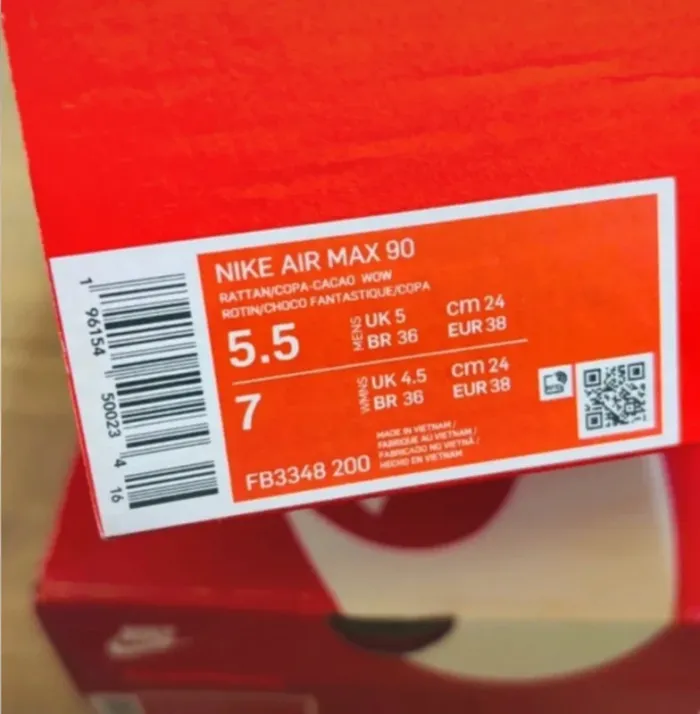 NIKE AIR MAX 90
RATTAN/COPA-CACAO WOW
ROTIN/CHOCO FANTASTIQUE/COPA
5.5
MENS
UK 5
BR 36
CM 24
EUR 38
7
WMNS
UK 4.5
BR 36
CM 24
EUR 38
FB3348 200
MADE IN VIETNAM /
FABRIQUE AU VIETNAM /
FABRICADO NO VIETNÃ /
HECHO EN VIETNAM
1 96154 50023 4
16